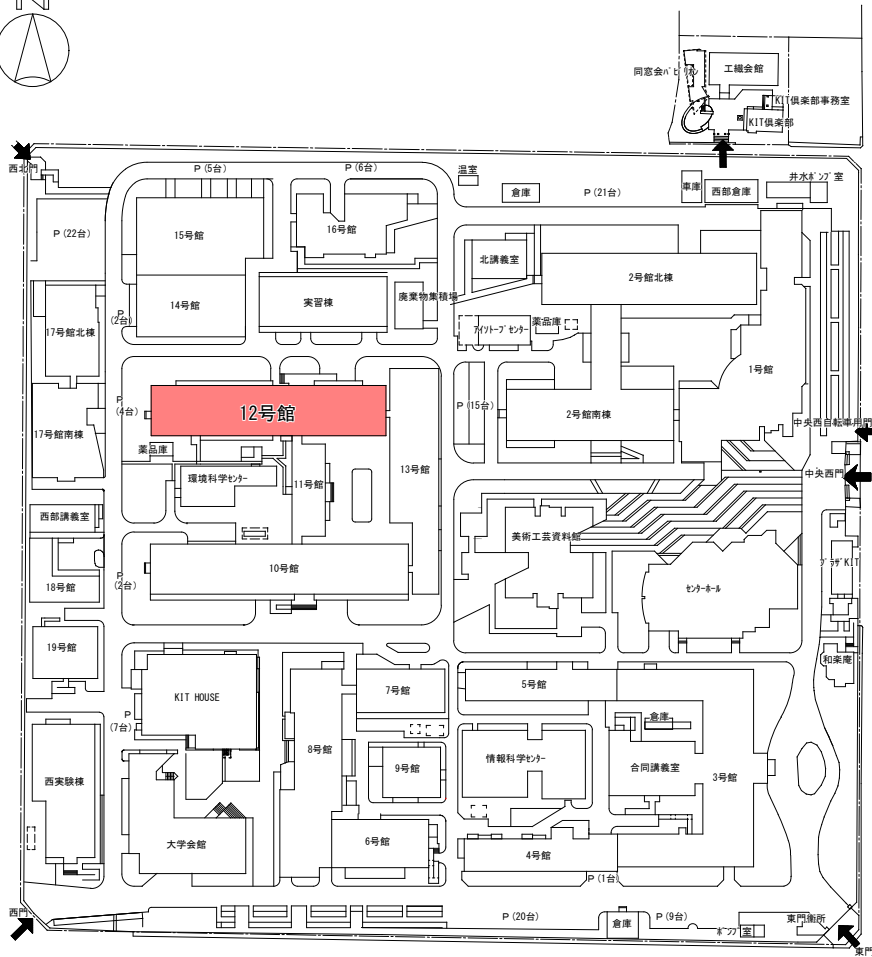 N
工繊会館
同窓会パビリオン
KIT倶楽部事務室
KIT倶楽部
西北門
P (5台)
P (6台)
温室
倉庫
P (21台)
車庫
西部倉庫
井水ポンプ室
P (22台)
15号館
16号館
北講義室
2号館北棟
14号館
実習棟
廃棄物集積場
P
(2台)
17号館北棟
アイソトープセンター
薬品庫
1号館
P
(4台)
12号館
P (15台)
2号館南棟
中央西自転車用門
17号館南棟
薬品庫
環境科学センター
11号館
13号館
中央西門
西部講義室
美術工芸資料館
10号館
P
(2台)
18号館
センターホール
プラザKIT
19号館
和楽庵
KIT HOUSE
7号館
5号館
P
(7台)
倉庫
8号館
9号館
情報科学センター
合同講義室
3号館
西実験棟
大学会館
6号館
4号館
P (1台)
西門
P (20台)
倉庫
P (9台)
ポンプ室
東門衛所
東門